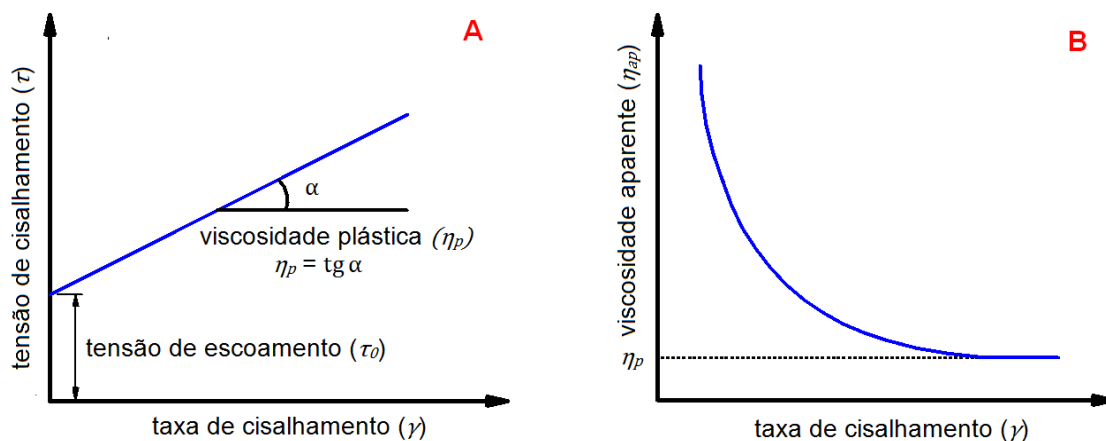 A
tensão de cisalhamento (τ)
α
viscosidade plástica (ηp)
ηp = tg α
tensão de escoamento (τ0)
taxa de cisalhamento (γ)
B
viscosidade aparente (ηap)
ηp
taxa de cisalhamento (γ)